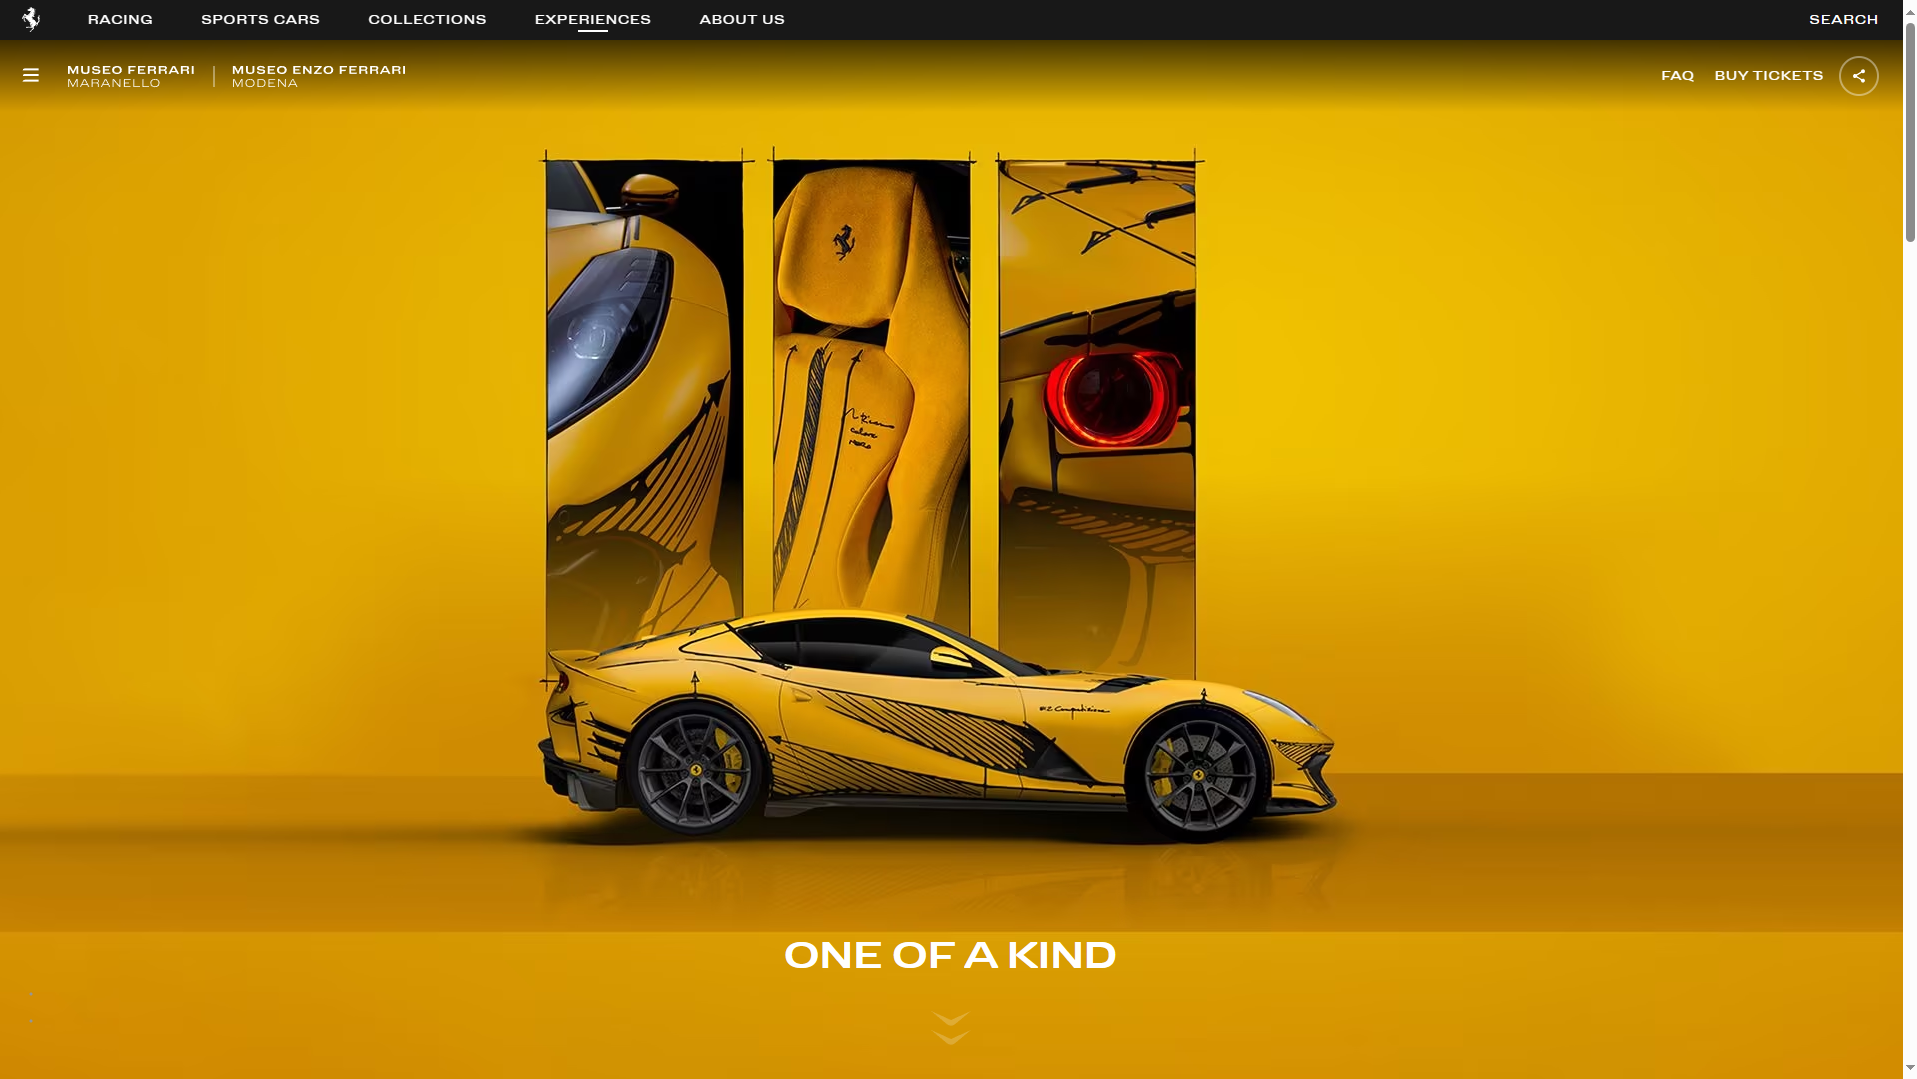 RACING
SPORTS CARS
COLLECTIONS
EXPERIENCES
ABOUT US
SEARCH
MUSEO FERRARI
MARANELLO
MUSEO ENZO FERRARI
MODENA
FAQ
BUY TICKETS
ONE OF A KIND